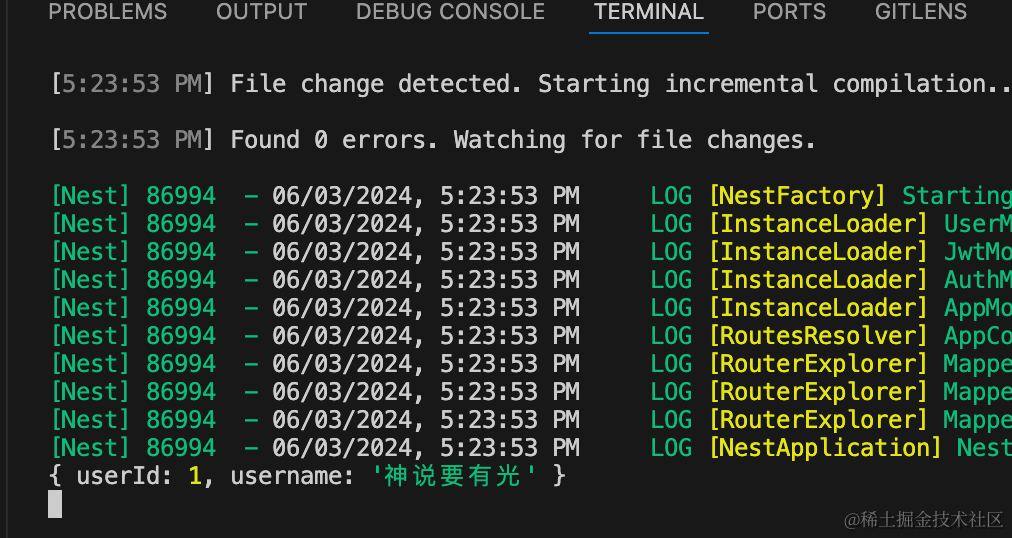 PROBLEMS OUTPUT DEBUG CONSOLE TERMINAL PORTS GITLENS
[5:23:53 PM] File change detected. Starting incremental compilation..
[5:23:53 PM] Found 0 errors. Watching for file changes.
[Nest] 86994  - 06/03/2024, 5:23:53 PM     LOG [NestFactory] Starting
[Nest] 86994  - 06/03/2024, 5:23:53 PM     LOG [InstanceLoader] UserM
[Nest] 86994  - 06/03/2024, 5:23:53 PM     LOG [InstanceLoader] JwtMo
[Nest] 86994  - 06/03/2024, 5:23:53 PM     LOG [InstanceLoader] AuthM
[Nest] 86994  - 06/03/2024, 5:23:53 PM     LOG [InstanceLoader] AppMo
[Nest] 86994  - 06/03/2024, 5:23:53 PM     LOG [RoutesResolver] AppCo
[Nest] 86994  - 06/03/2024, 5:23:53 PM     LOG [RouterExplorer] Mappe
[Nest] 86994  - 06/03/2024, 5:23:53 PM     LOG [RouterExplorer] Mappe
[Nest] 86994  - 06/03/2024, 5:23:53 PM     LOG [RouterExplorer] Mappe
[Nest] 86994  - 06/03/2024, 5:23:53 PM     LOG [NestApplication] Nest
{ userId: 1, username: '神说要有光' }
@稀土掘金技术社区